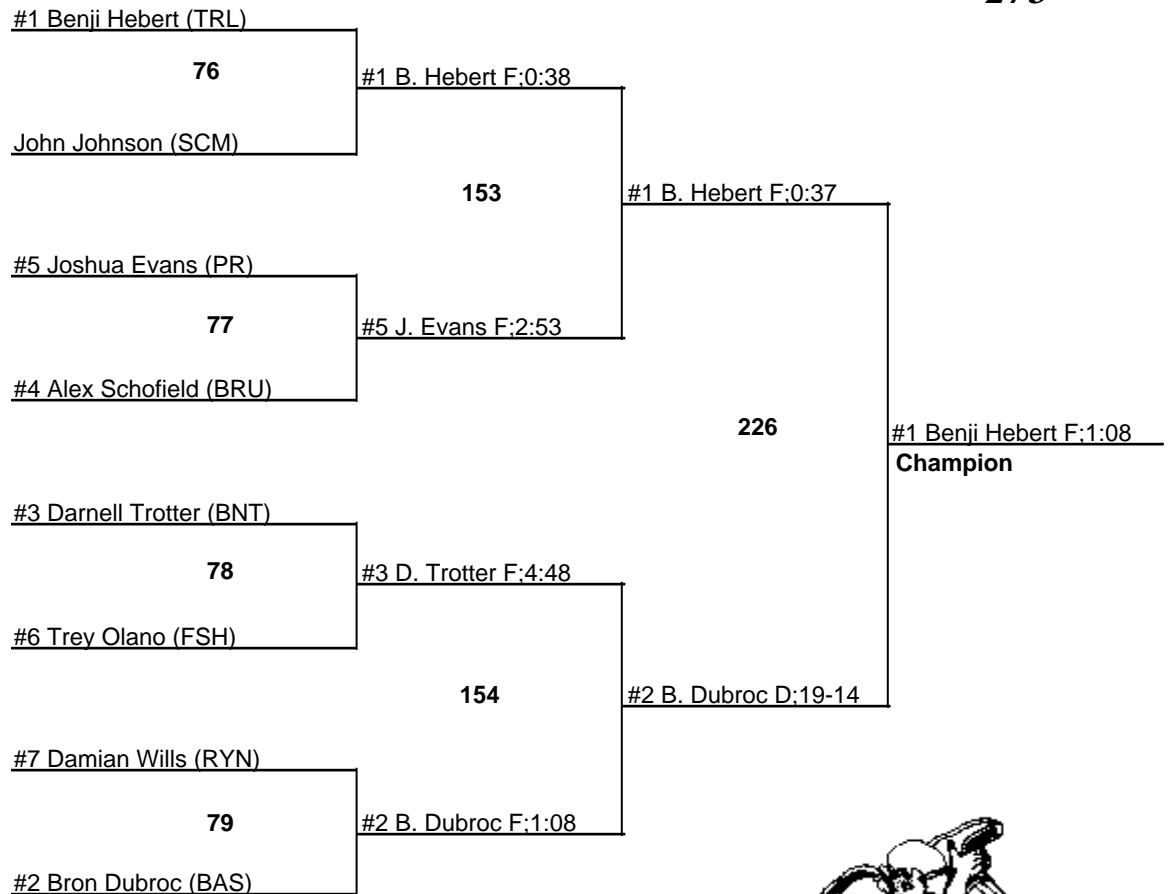 #1 Benji Hebert (TRL)
76
#1 B. Hebert F;0:38
John Johnson (SCM)
153
#1 B. Hebert F;0:37
#5 Joshua Evans (PR)
77
#5 J. Evans F;2:53
#4 Alex Schofield (BRU)
226
#1 Benji Hebert F;1:08
Champion
#3 Darnell Trotter (BNT)
78
#3 D. Trotter F;4:48
#6 Trey Olano (FSH)
154
#2 B. Dubroc D;19-14
#7 Damian Wills (RYN)
79
#2 B. Dubroc F;1:08
#2 Bron Dubroc (BAS)